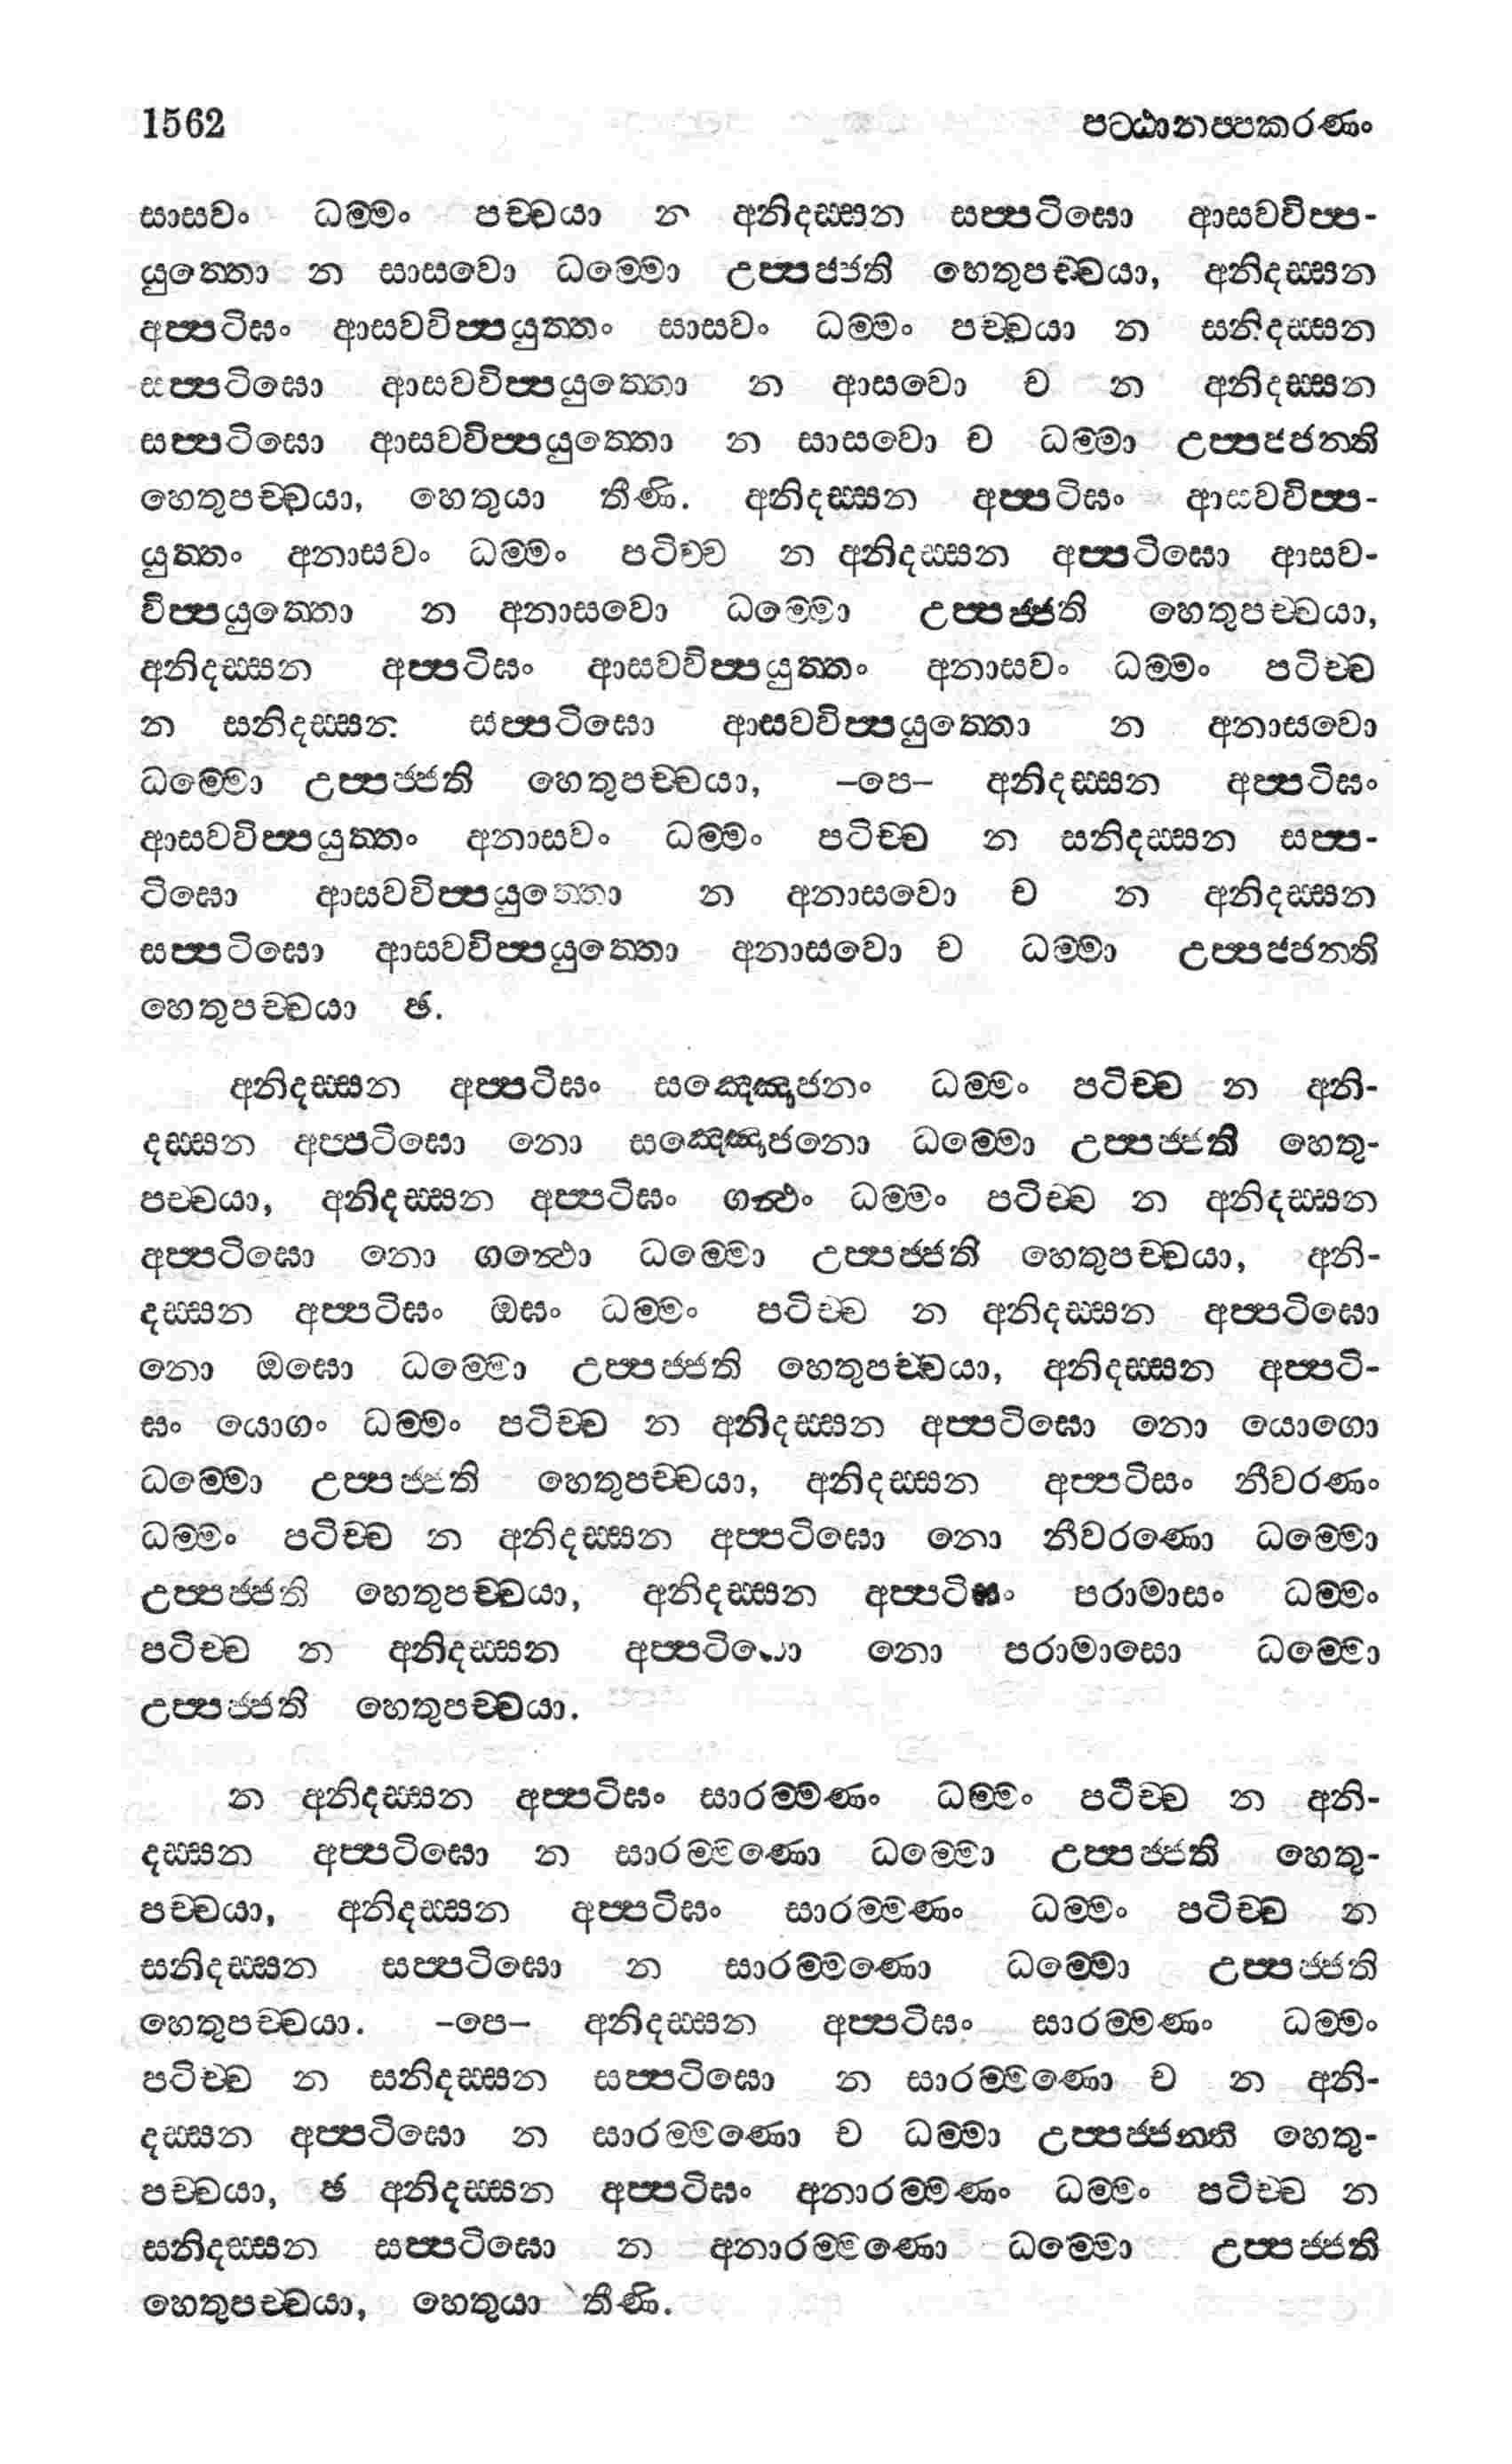 1562 පට්ඨානප්පකරණං
සාසවං ධම්මං පච්චයා න අනිදස්සන සප්පටිඝො ආසවවිප්ප-
යුත්තො න සාසවො ධම්මො උප්පජ්ජති හෙතුපච්චයා, අනිදස්සන
අප්පටිඝං ආසවවිප්පයුත්තං සාසවං ධම්මං පච්චයා න සනිදස්සන
සප්පටිඝො ආසවවිප්පයුත්තො න ආසවො ච න අනිදස්සන
සප්පටිඝො ආසවවිප්පයුත්තො න සාසවො ච ධම්මා උප්පජ්ජන්ති
හෙතුපච්චයා, හෙතුයා තීණි. අනිදස්සන අප්පටිඝං ආසවවිප්ප-
යුත්තං අනාසවං ධම්මං පටිච්ච න අනිදස්සන අප්පටිඝො ආසව-
විප්පයුත්තො න අනාසවො ධම්මො උප්පජ්ජති හෙතුපච්චයා,
අනිදස්සන අප්පටිඝං ආසවවිප්පයුත්තං අනාසවං ධම්මං පටිච්ච
න සනිදස්සන සප්පටිඝො ආසවවිප්පයුත්තො න අනාසවො
ධම්මො උප්පජ්ජති හෙතුපච්චයා, –පෙ– අනිදස්සන අප්පටිඝං
ආසවවිප්පයුත්තං අනාසවං ධම්මං පටිච්ච න සනිදස්සන සප්ප-
ටිඝො ආසවවිප්පයුත්තො න අනාසවො ච න අනිදස්සන
සප්පටිඝො ආසවවිප්පයුත්තො අනාසවො ච ධම්මා උප්පජ්ජන්ති
හෙතුපච්චයා ඡ.
අනිදස්සන අප්පටිඝං සඤ්ඤොජනං ධම්මං පටිච්ච න අනි-
දස්සන අප්පටිඝො නො සඤ්ඤොජනො ධම්මො උප්පජ්ජති හෙතු-
පච්චයා, අනිදස්සන අප්පටිඝං ගන්ථං ධම්මං පටිච්ච න අනිදස්සන
අප්පටිඝො නො ගන්ථො ධම්මො උප්පජ්ජති හෙතුපච්චයා, අනි-
දස්සන අප්පටිඝං ඔඝං ධම්මං පටිච්ච න අනිදස්සන අප්පටිඝො
නො ඔඝො ධම්මො උප්පජ්ජති හෙතුපච්චයා, අනිදස්සන අප්පටි-
ඝං යොගං ධම්මං පටිච්ච න අනිදස්සන අප්පටිඝො නො යොගො
ධම්මො උප්පජ්ජති හෙතුපච්චයා, අනිදස්සන අප්පටිඝං නීවරණං
ධම්මං පටිච්ච න අනිදස්සන අප්පටිඝො නො නීවරණො ධම්මො
උප්පජ්ජති හෙතුපච්චයා, අනිදස්සන අප්පටිඝං පරාමාසං ධම්මං
පටිච්ච න අනිදස්සන නො පරාමාසො ධම්මො
උප්පජ්ජති හෙතුපච්චයා.
න අනිදස්සන අප්පටිඝං සාරම්මණං ධම්මං පටිච්ච න අනි-
දස්සන අප්පටිඝො න සාරම්මණො ධම්මො උප්පජ්ජති හෙතු-
පච්චයා, අනිදස්සන අප්පටිඝං සාරම්මණං ධම්මං පටිච්ච න
සනිදස්සන සප්පටිඝො න සාරම්මණො ධම්මො උප්පජ්ජති
හෙතුපච්චයා. –පෙ– අනිදස්සන අප්පටිඝං සාරම්මණං ධම්මං
පටිච්ච න සනිදස්සන සප්පටිඝො න සාරම්මණො ච න අනි-
දස්සන අප්පටිඝො න සාරම්මණො ච ධම්මා උප්පජ්ජන්ති හෙතු-
පච්චයා, ඡ අනිදස්සන අප්පටිඝං අනාරම්මණං ධම්මං පටිච්ච න
සනිදස්සන සප්පටිඝො න අනාරම්මණො ධම්මො උප්පජ්ජති
හෙතුපච්චයා, හෙතුයා තීණි.